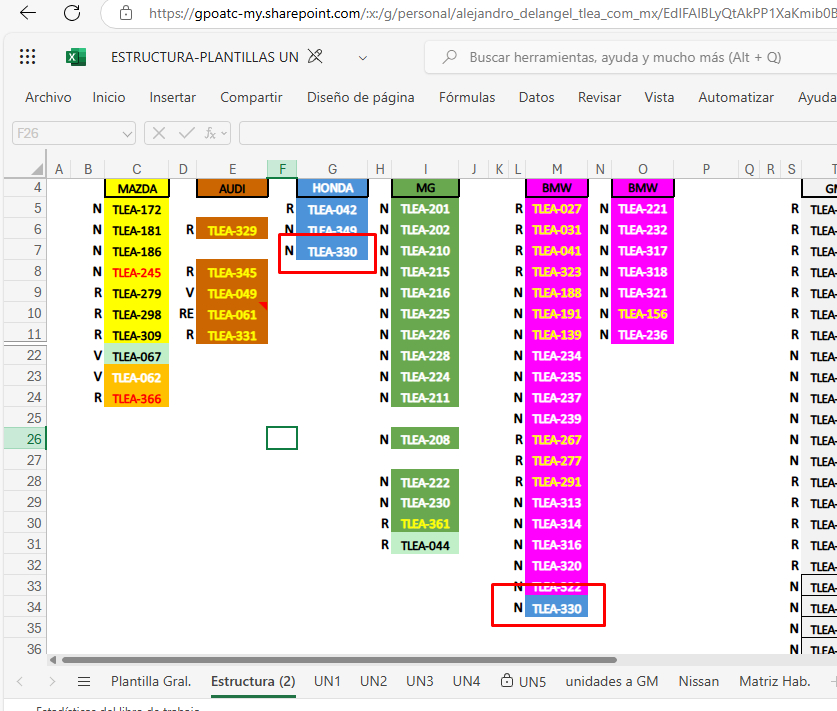 https://gpoatc-my.sharepoint.com/:x:/g/personal/alejandro_delangel_tlea_com_mx/EdIFAIBLyQtAkPP1XaKmib0B
ESTRUCTURA-PLANTILLAS UN
Buscar herramientas, ayuda y mucho más (Alt + Q)
Archivo Inicio Insertar Compartir Diseño de página Fórmulas Datos Revisar Vista Automatizar Ayuda
F26 fx
A B C D E F G H I J K L M N O P Q R S T
4 MAZDA AUDI HONDA MG BMW BMW GM
5 N TLEA-172 R TLEA-042 N TLEA-201 R TLEA-027 N TLEA-221 R TLEA-
6 N TLEA-181 R TLEA-329 N TLEA-349 N TLEA-202 R TLEA-031 N TLEA-232 R TLEA-
7 N TLEA-186 N TLEA-330 N TLEA-210 R TLEA-041 N TLEA-317 R TLEA-
8 N TLEA-245 R TLEA-345 N TLEA-215 R TLEA-323 N TLEA-318 R TLEA-
9 R TLEA-279 V TLEA-049 N TLEA-216 N TLEA-188 N TLEA-321 R TLEA-
10 R TLEA-298 RE TLEA-061 N TLEA-225 N TLEA-191 N TLEA-156 R TLEA-
11 R TLEA-309 R TLEA-331 N TLEA-226 N TLEA-139 N TLEA-236 R TLEA-
22 V TLEA-067 N TLEA-228 N TLEA-234 N TLEA-
23 V TLEA-062 N TLEA-224 N TLEA-235 N TLEA-
24 R TLEA-366 N TLEA-211 N TLEA-237 N TLEA-
25 N TLEA-239 N TLEA-
26 N TLEA-208 R TLEA-267 N TLEA-
27 R TLEA-277 N TLEA-
28 N TLEA-222 R TLEA-291 N TLEA-
29 N TLEA-230 N TLEA-313 N TLEA-
30 R TLEA-361 N TLEA-314 R TLEA-
31 R TLEA-044 N TLEA-316 R TLEA-
32 N TLEA-320 R TLEA-
33 N TLEA-322 N TLEA-
34 N TLEA-330 N TLEA-
35 N TLEA-
36 N TLEA-
Plantilla Gral. Estructura (2) UN1 UN2 UN3 UN4 UN5 unidades a GM Nissan Matriz Hab.
Estadísticas del libro de trabajo